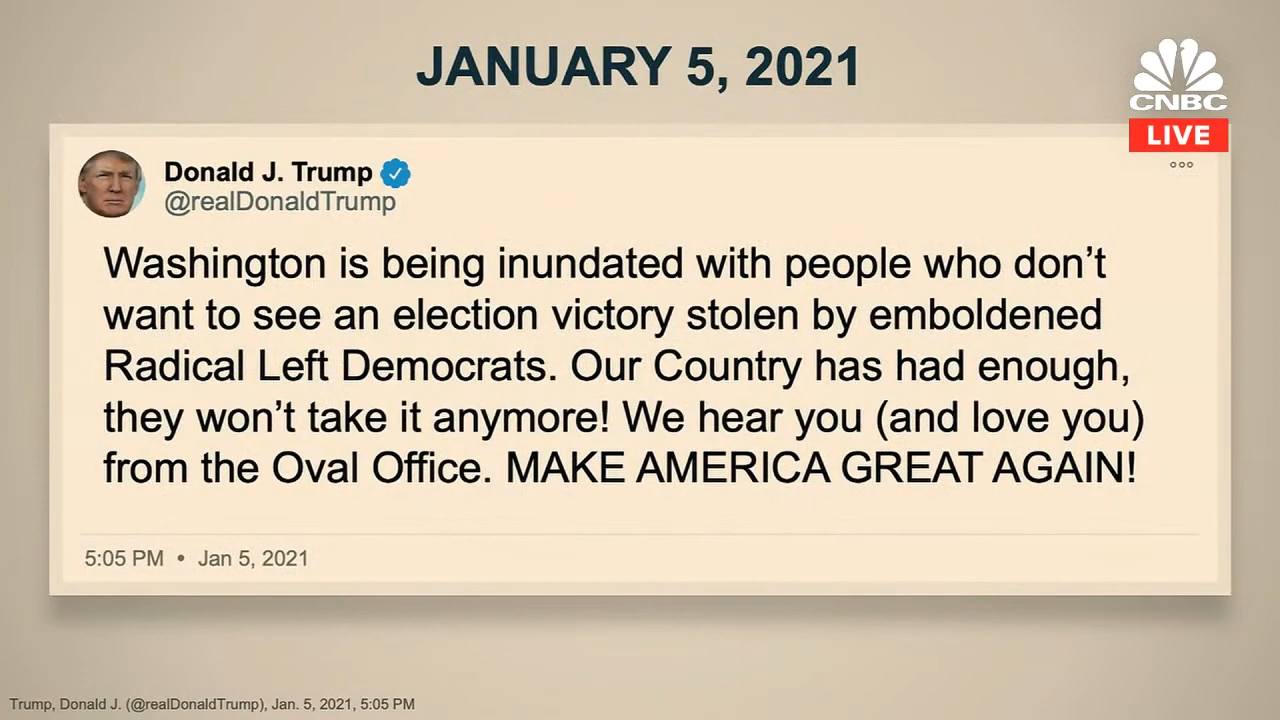 JANUARY 5, 2021
CNBC
LIVE
Donald J. Trump
@realDonaldTrump
Washington is being inundated with people who don’t
want to see an election victory stolen by emboldened
Radical Left Democrats. Our Country has had enough,
they won’t take it anymore! We hear you (and love you)
from the Oval Office. MAKE AMERICA GREAT AGAIN!
5:05 PM • Jan 5, 2021
Trump, Donald J. (@realDonaldTrump), Jan. 5, 2021, 5:05 PM